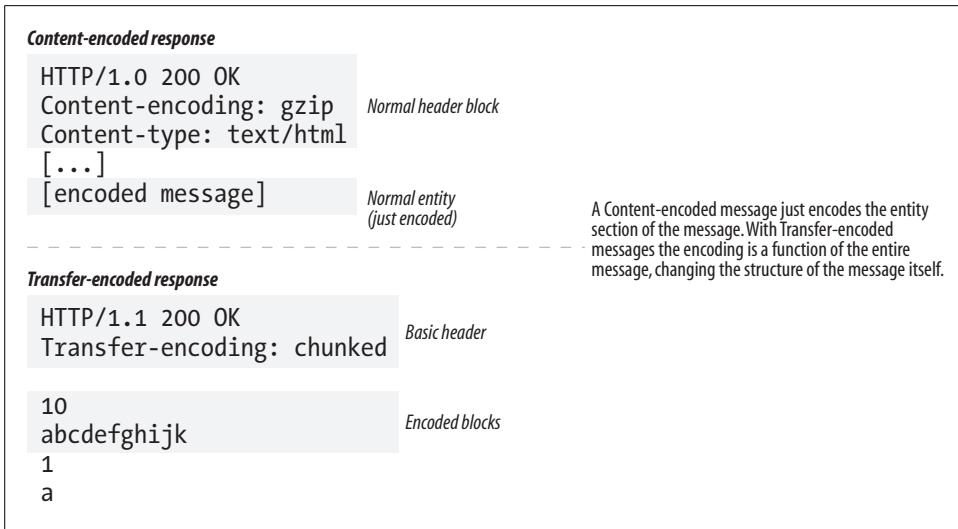 Content-encoded response
HTTP/1.0 200 OK
Content-encoding: gzip
Normal header block
Content-type: text/html
[...]
[encoded message]
Normal entity
(just encoded)
A Content-encoded message just encodes the entity
section of the message. With Transfer-encoded
messages the encoding is a function of the entire
message, changing the structure of the message itself.
Transfer-encoded response
HTTP/1.1 200 OK
Transfer-encoding: chunked
Basic header
10
abcdefghijk
Encoded blocks
1
a